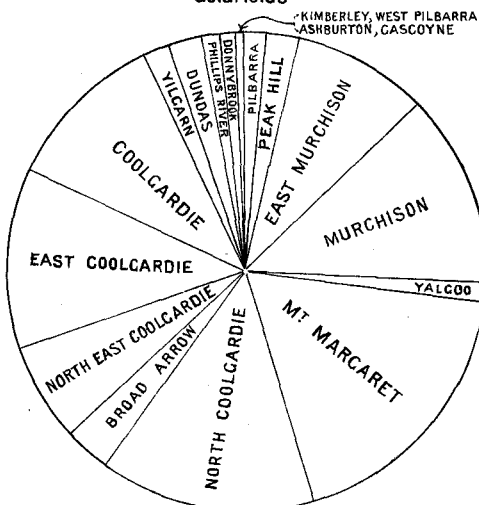 KIMBERLEY, WEST PILBARRA
ASHBURTON, GASCOYNE
PILBARRA
PEAK HILL
EAST MURCHISON
MURCHISON
YALGOO
MT MARGARET
NORTH COOLGARDIE
BROAD ARROW
NORTH EAST COOLGARDIE
EAST COOLGARDIE
COOLGARDIE
YILGARN
DUNDAS
PHILLIPS RIVER
DONNYBROOK